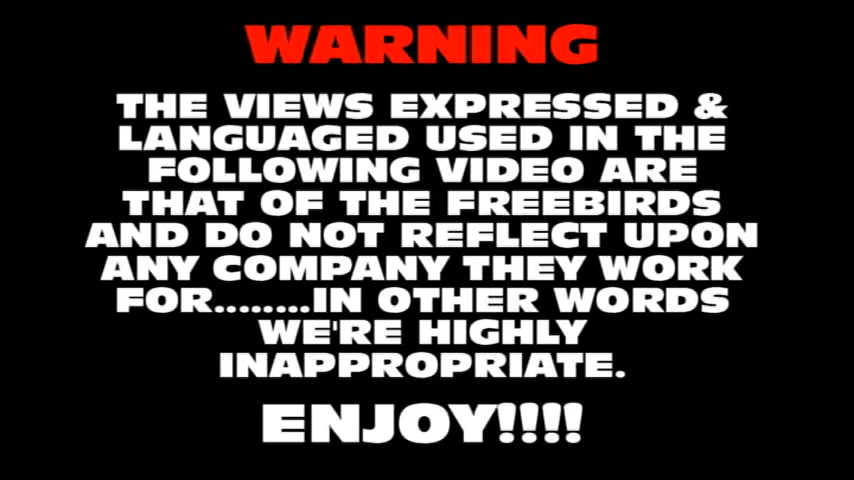 WARNING
THE VIEWS EXPRESSED &
LANGUAGED USED IN THE
FOLLOWING VIDEO ARE
THAT OF THE FREEBIRDS
AND DO NOT REFLECT UPON
ANY COMPANY THEY WORK
FOR........IN OTHER WORDS
WE'RE HIGHLY
INAPPROPRIATE.
ENJOY!!!!